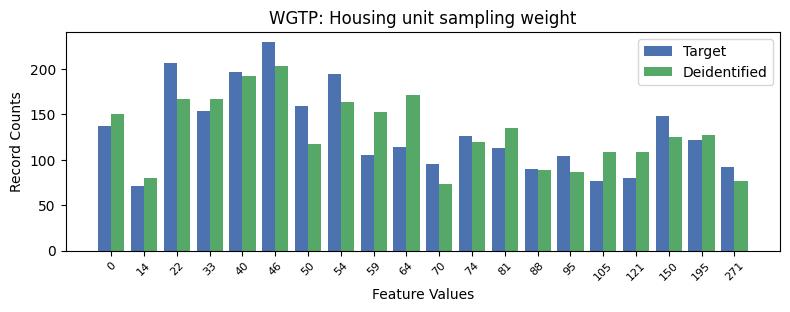 WGTP: Housing unit sampling weight
Target
Deidentified
Record Counts
200
150
100
50
0
0 14 22 33 40 46 50 54 59 64 70 74 81 88 95 105 121 150 195 271
Feature Values